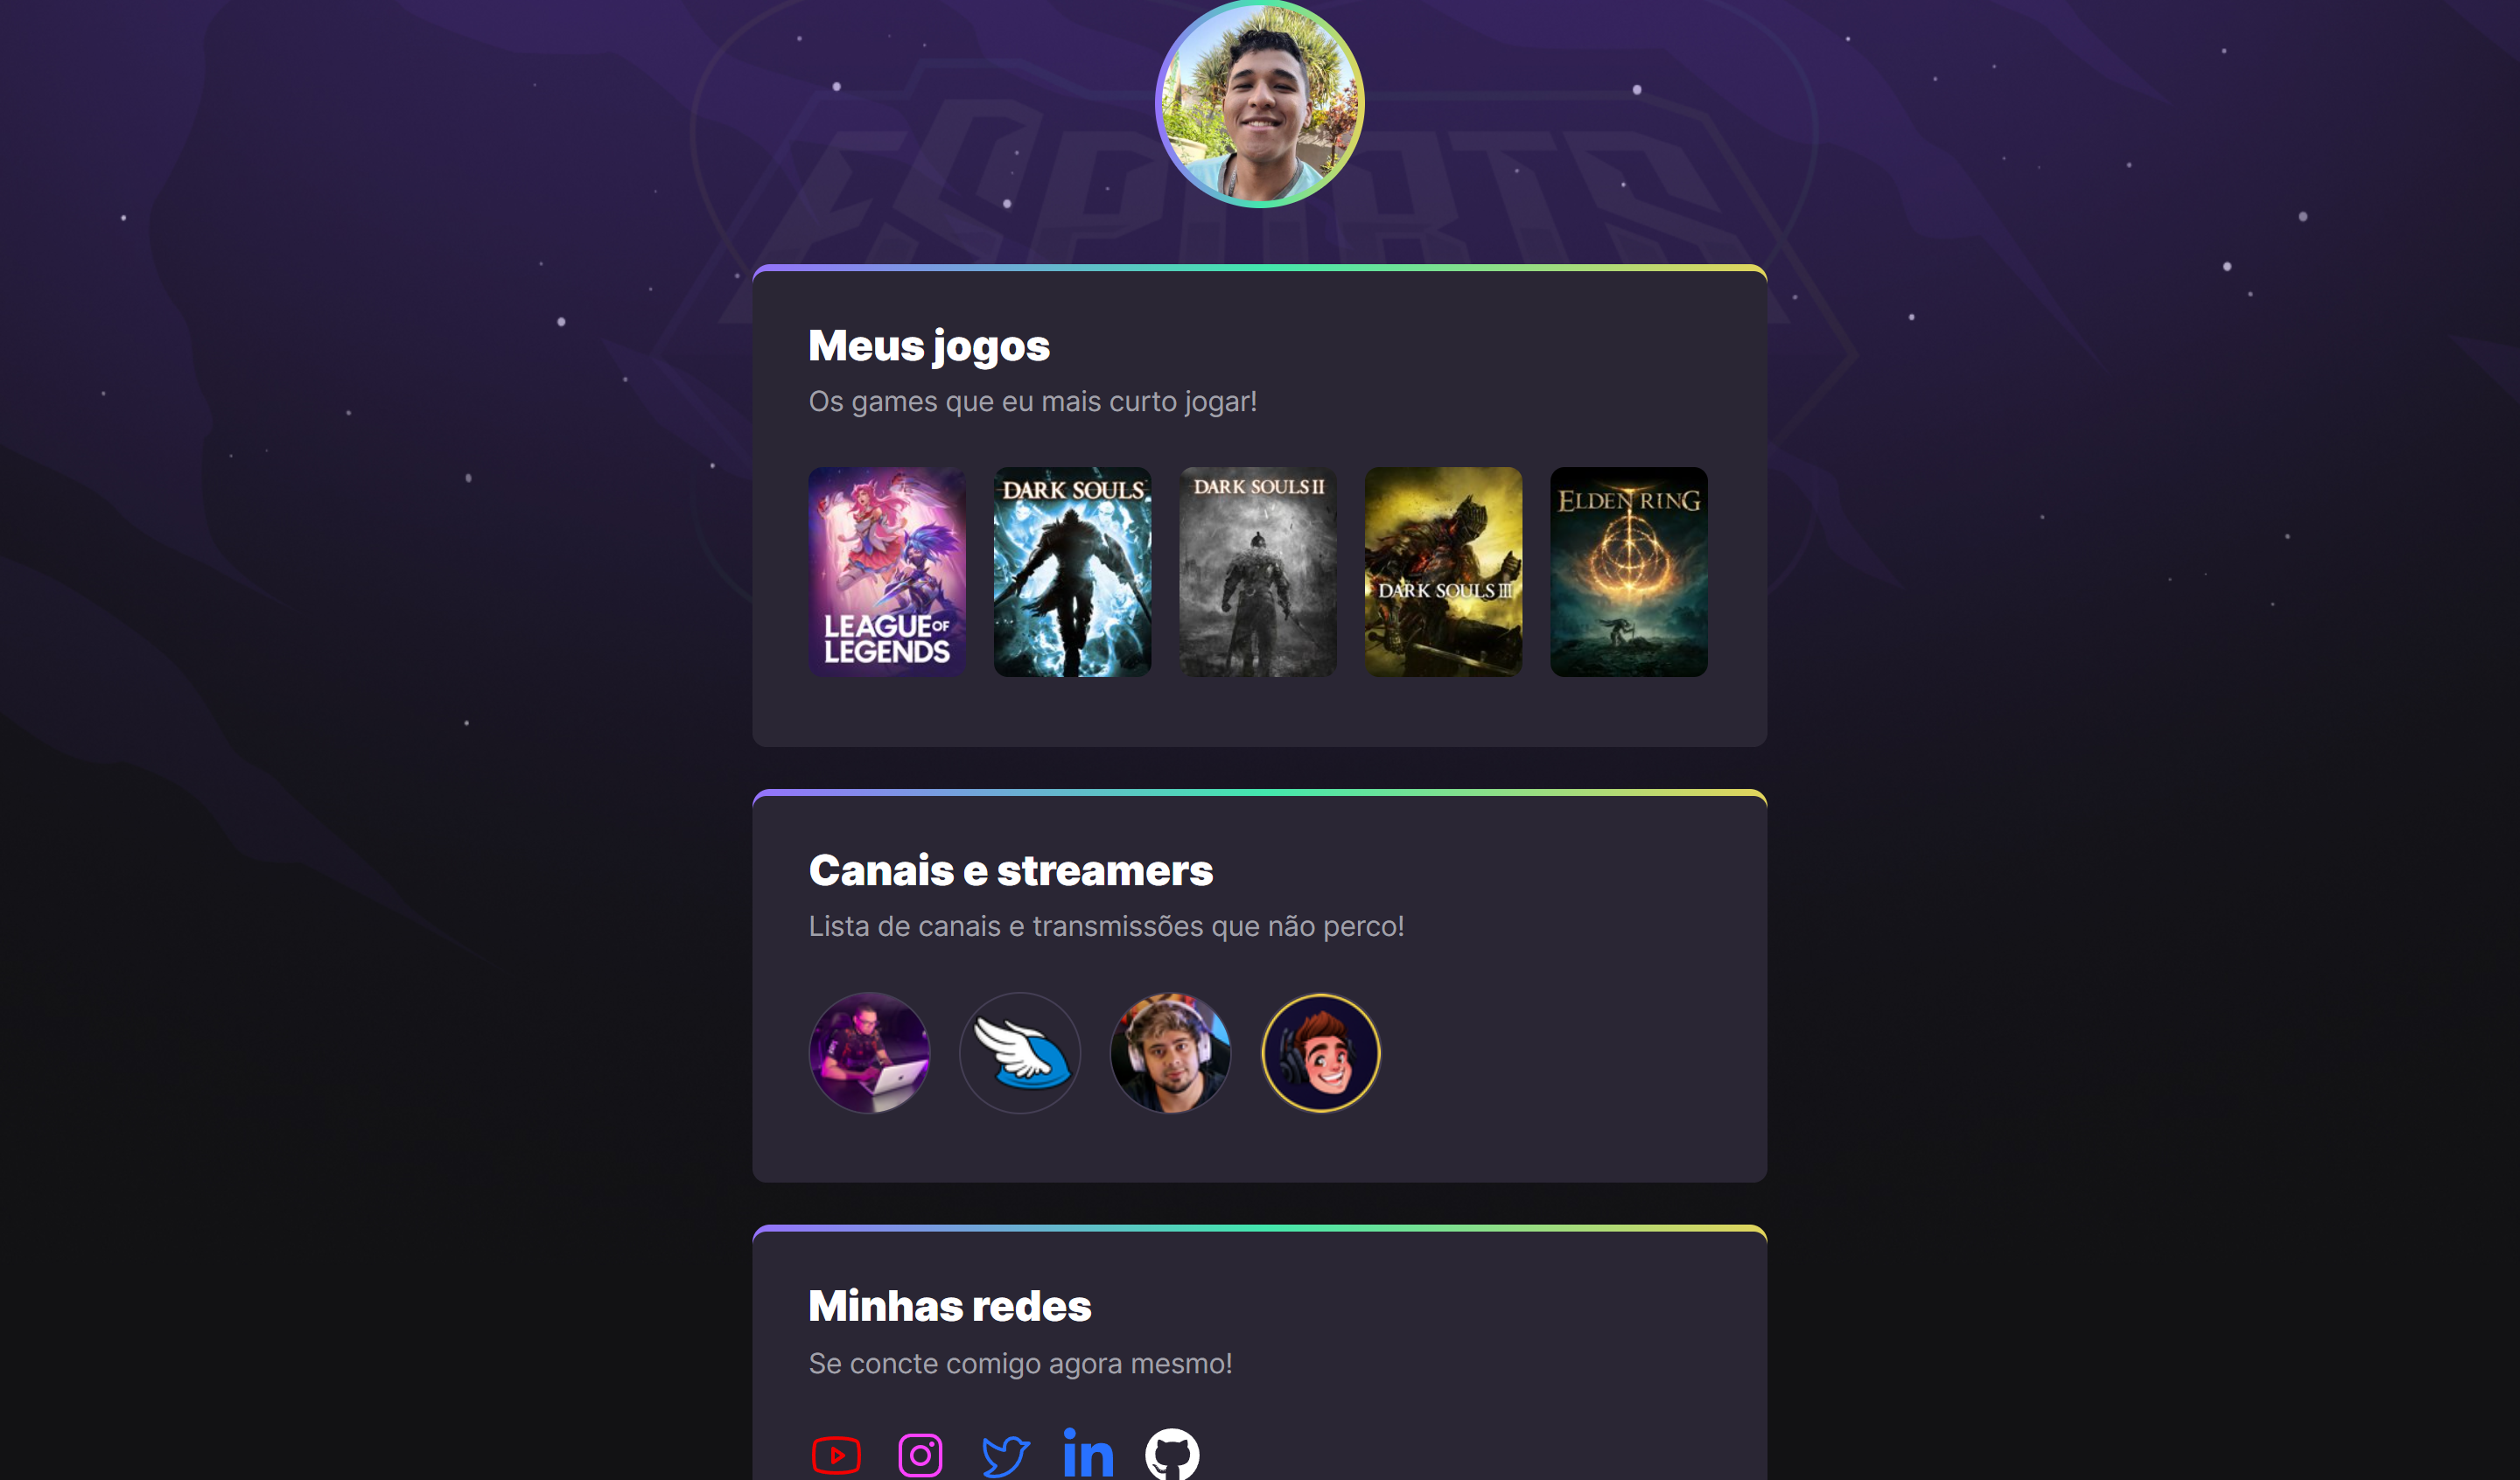 ESPORTS
Meus jogos
Os games que eu mais curto jogar!
LEAGUE OF
LEGENDS
DARK SOULS
DARK SOULS II
DARK SOULS III
ELDEN RING
Canais e streamers
Lista de canais e transmissões que não perco!
Minhas redes
Se concte comigo agora mesmo!
in